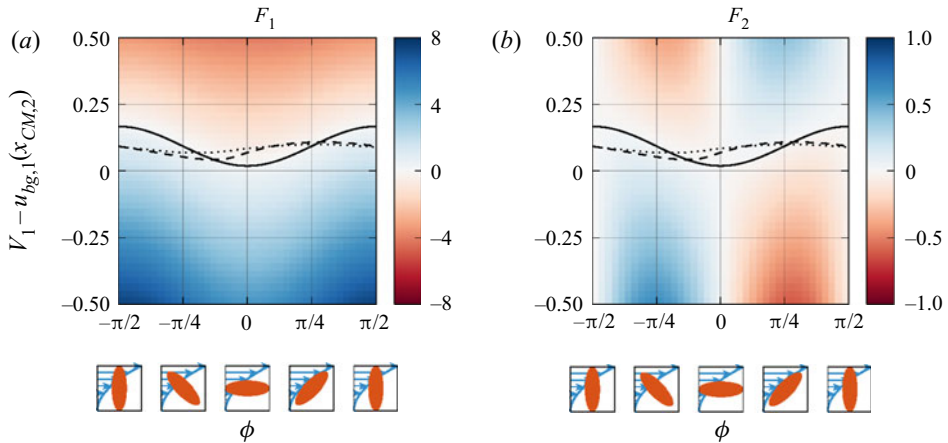 F1 F2
(a) (b)
0.50 8 0.50 1.0
0.25 4 0.25 0.5
0 0 0 0
–0.25 –4 –0.25 –0.5
–0.50 –8 –0.50 –1.0
V1 – ubg,1(xCM,2)
–π/2 –π/4 0 π/4 π/2 –π/2 –π/4 0 π/4 π/2
ϕ ϕ